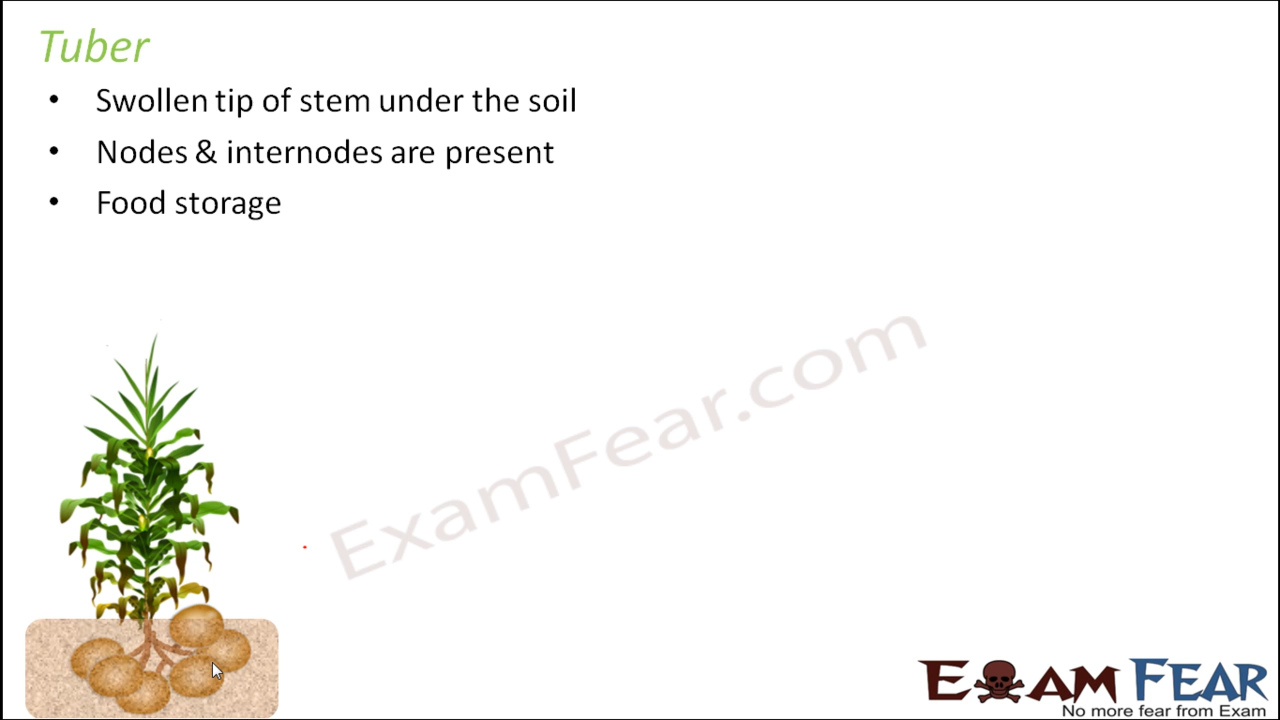 Tuber
• Swollen tip of stem under the soil
• Nodes & internodes are present
• Food storage
ExamFear.com
EXAM FEAR
No more fear from Exam